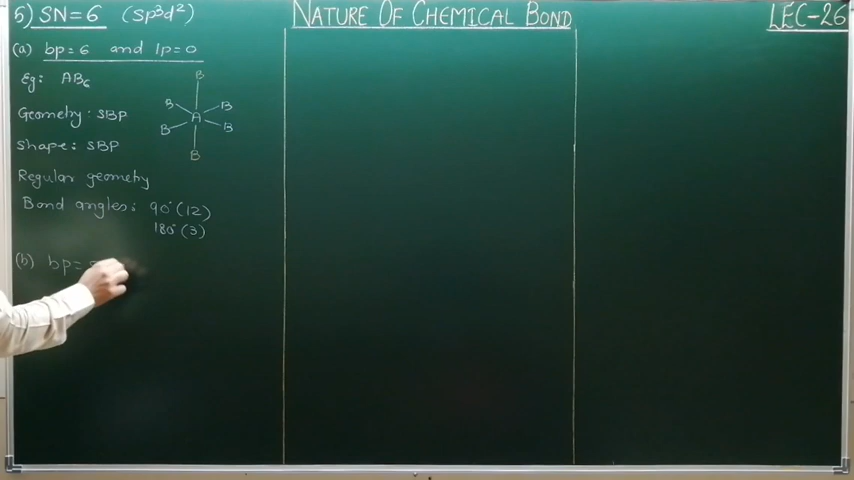 5) SN=6 (sp³d²)
NATURE OF CHEMICAL BOND
LEC-26
(a) bp=6 and lp=0
Eg: AB₆
B
B B
A
B B
B
Geometry: SBP
Shape: SBP
Regular geometry
Bond angles: 90° (12)
180° (3)
(b) bp=